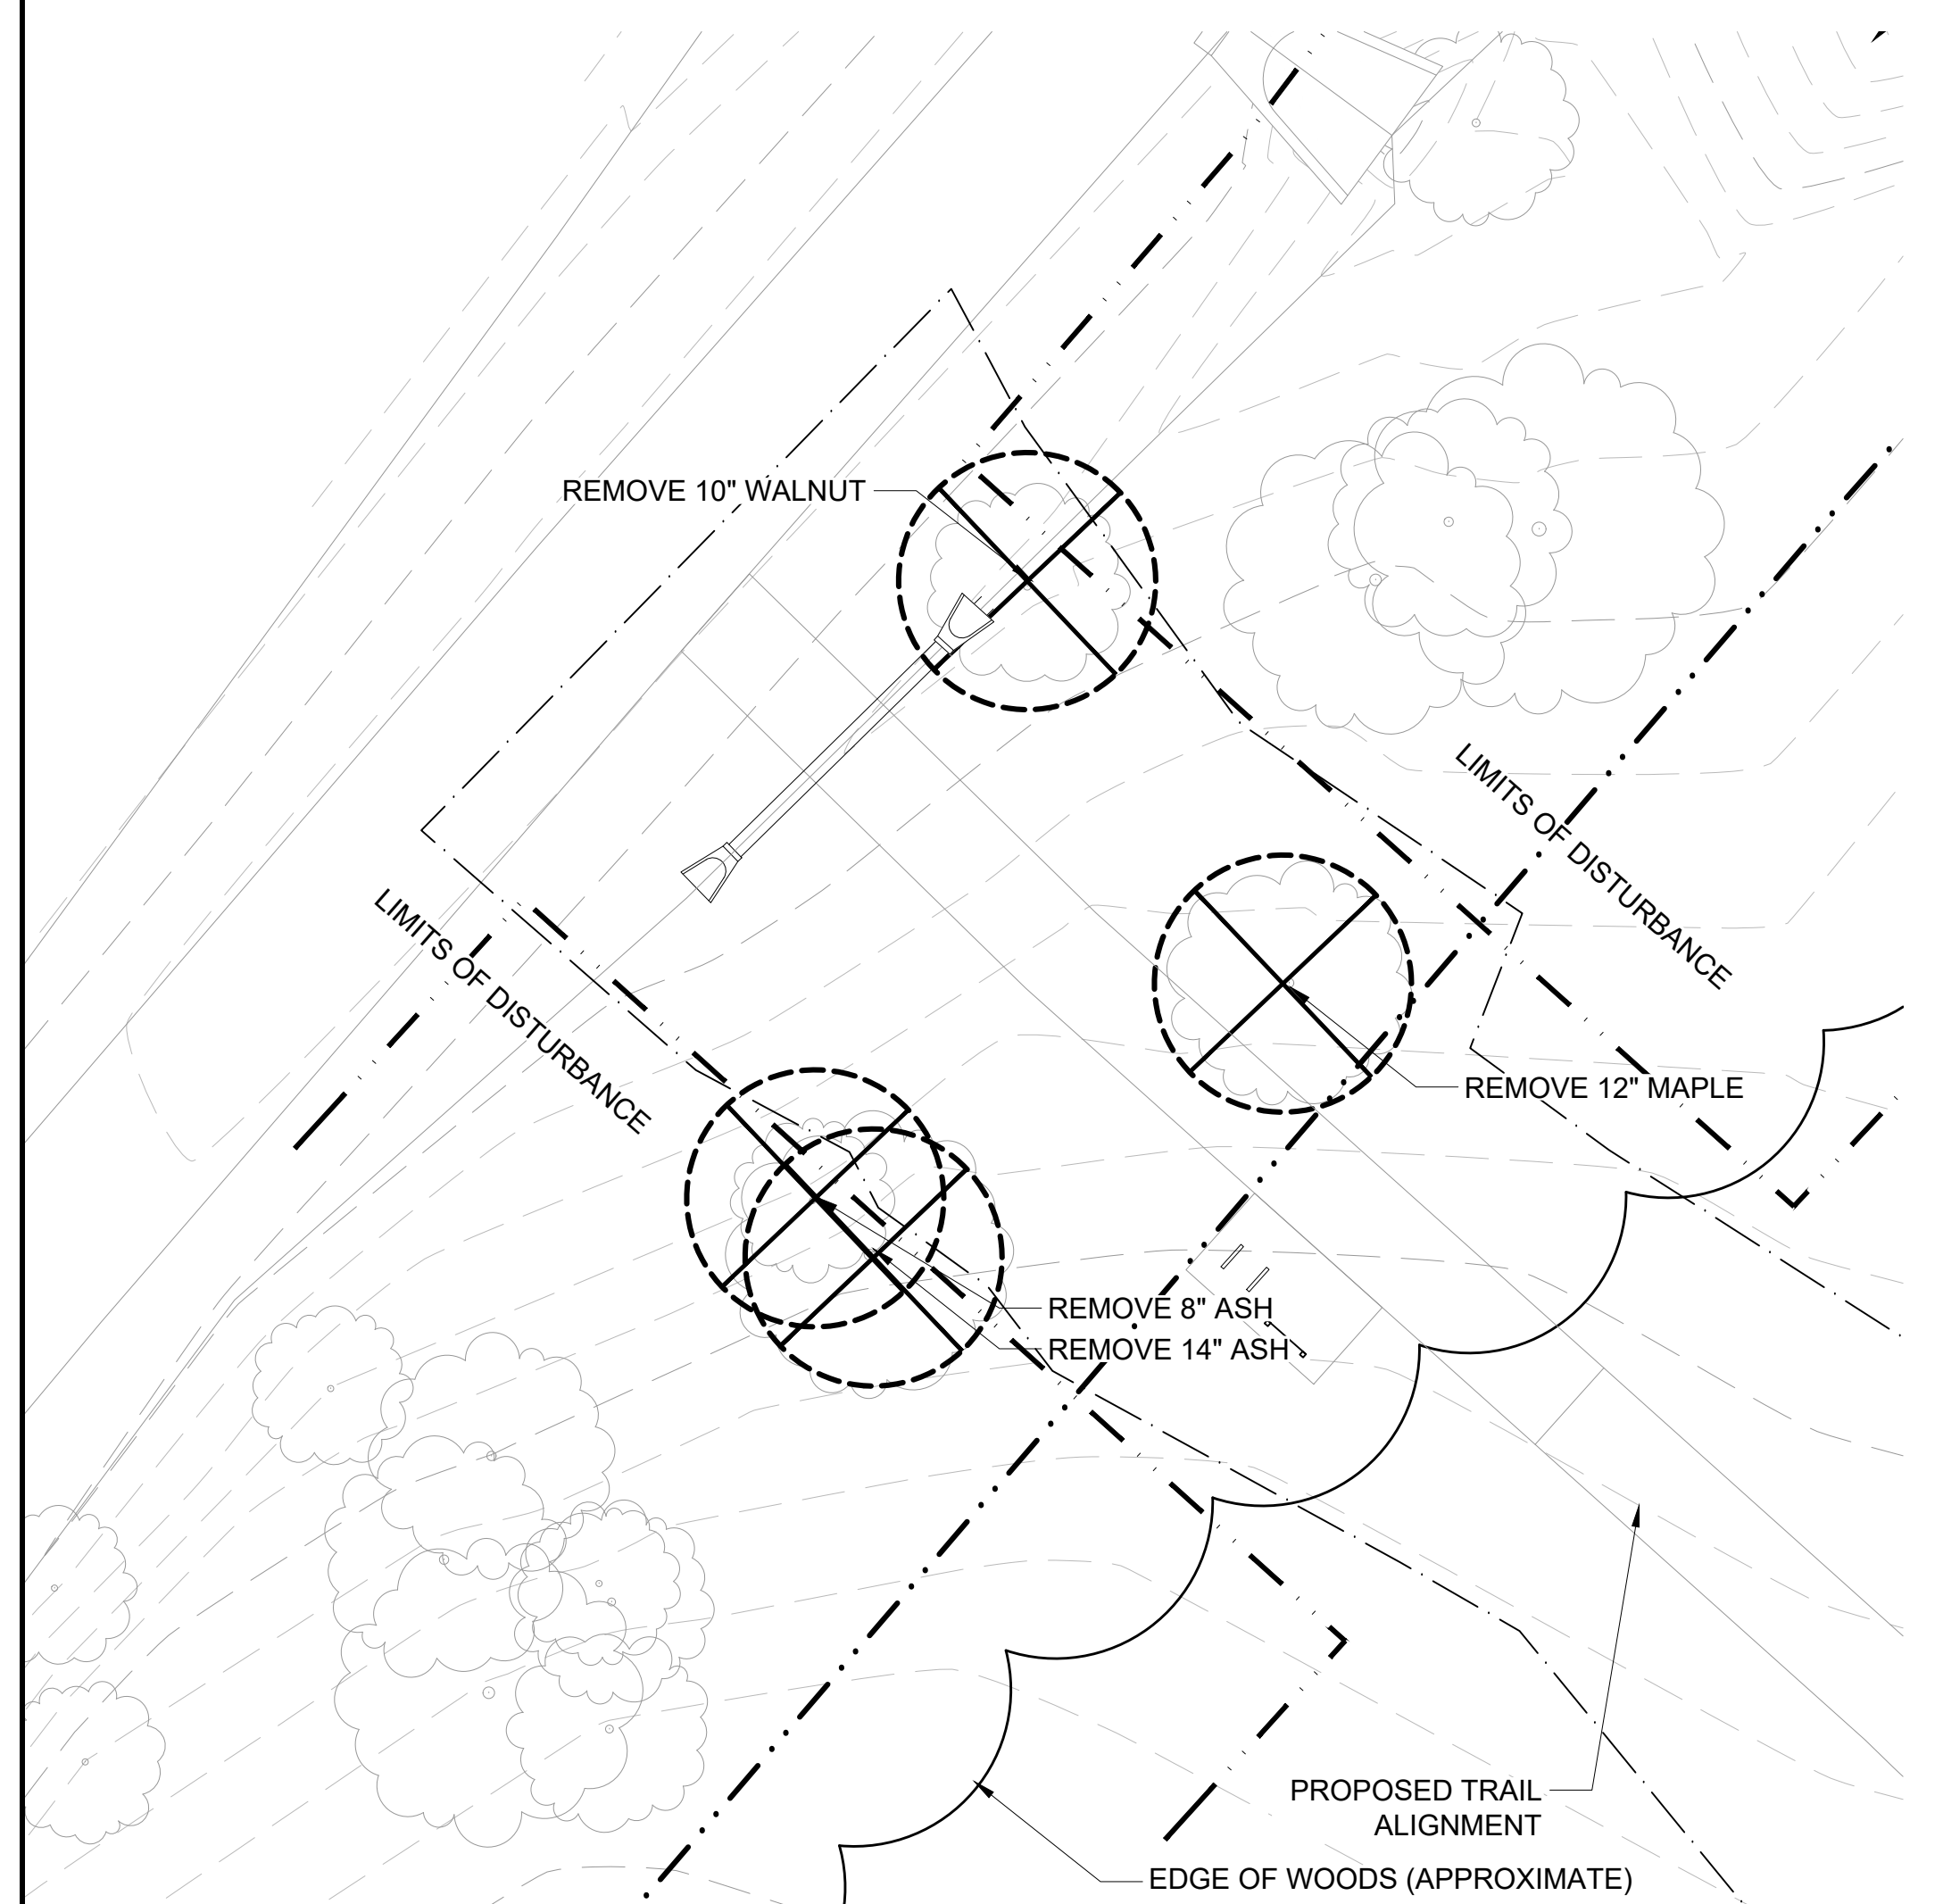 REMOVE 10" WALNUT
LIMITS OF DISTURBANCE
LIMITS OF DISTURBANCE
REMOVE 12" MAPLE
REMOVE 8" ASH
REMOVE 14" ASH
PROPOSED TRAIL
ALIGNMENT
EDGE OF WOODS (APPROXIMATE)